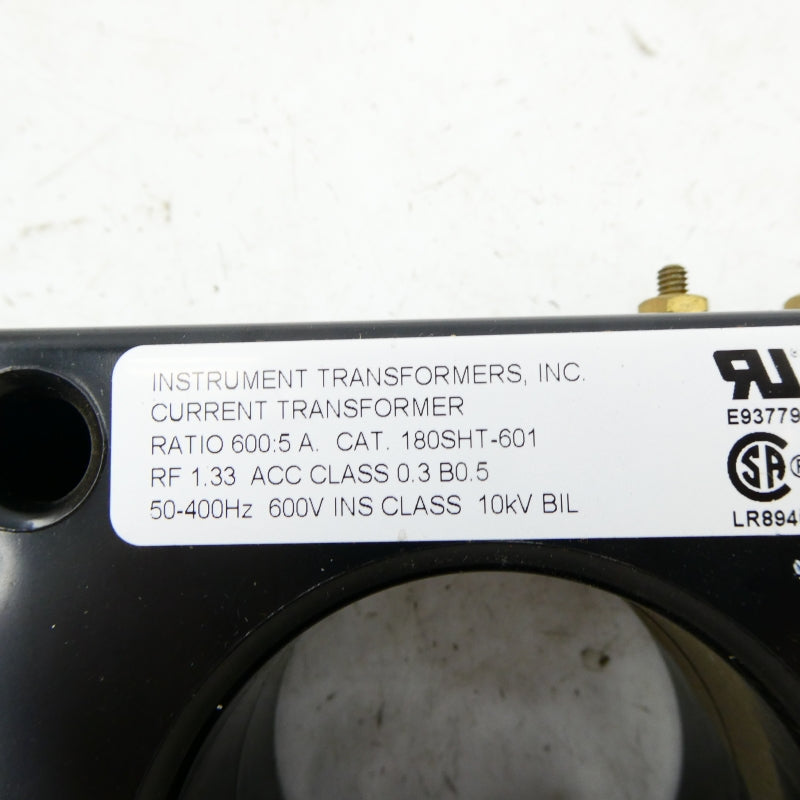 INSTRUMENT TRANSFORMERS, INC.
CURRENT TRANSFORMER
RATIO 600:5 A. CAT. 180SHT-601
RF 1.33 ACC CLASS 0.3 B0.5
50-400Hz 600V INS CLASS 10kV BIL
E93779
LR894